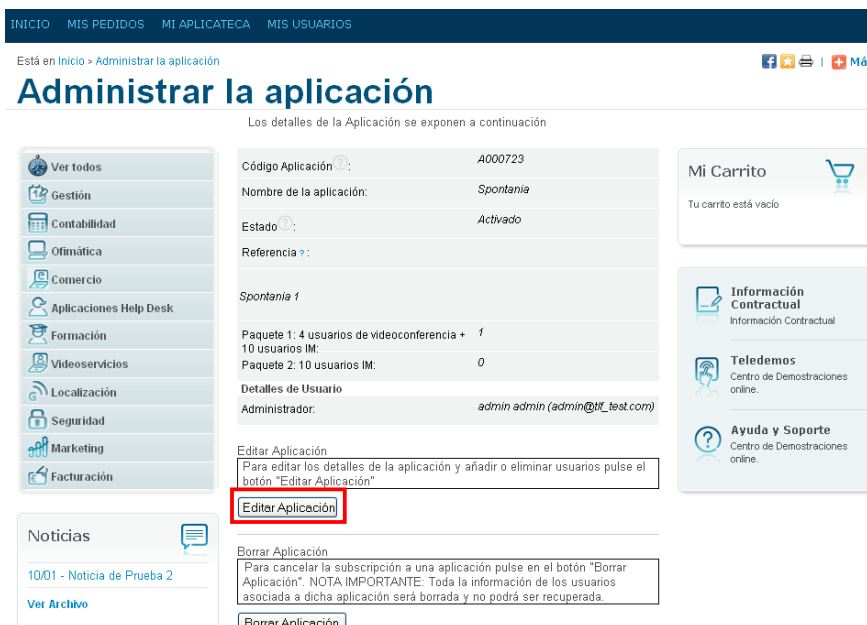 INICIO MIS PEDIDOS MI APLICATECA MIS USUARIOS
Está en Inicio > Administrar la aplicación
Administrar la aplicación
Los detalles de la Aplicación se exponen a continuación
Ver todos
Gestión
Contabilidad
Ofimática
Comercio
Aplicaciones Help Desk
Formación
Videoservicios
Localización
Seguridad
Marketing
Facturación
Noticias
10/01 - Noticia de Prueba 2
Ver Archivo
Código Aplicación ? : A000723
Nombre de la aplicación: Spontania
Estado ? : Activado
Referencia ? :
Spontania 1
Paquete 1: 4 usuarios de videoconferencia + 1
10 usuarios IM:
Paquete 2: 10 usuarios IM: 0
Detalles de Usuario
Administrador: admin admin (admin@tlf_test.com)
Editar Aplicación
Para editar los detalles de la aplicación y añadir o eliminar usuarios pulse el
botón "Editar Aplicación"
Editar Aplicación
Borrar Aplicación
Para cancelar la subscripción a una aplicación pulse en el botón "Borrar
Aplicación". NOTA IMPORTANTE: Toda la información de los usuarios
asociada a dicha aplicación será borrada y no podrá ser recuperada.
Borrar Aplicación
Mi Carrito
Tu carrito está vacío
Información
Contractual
Información Contractual
Teledemos
Centro de Demostraciones
online.
Ayuda y Soporte
Centro de Demostraciones
online.